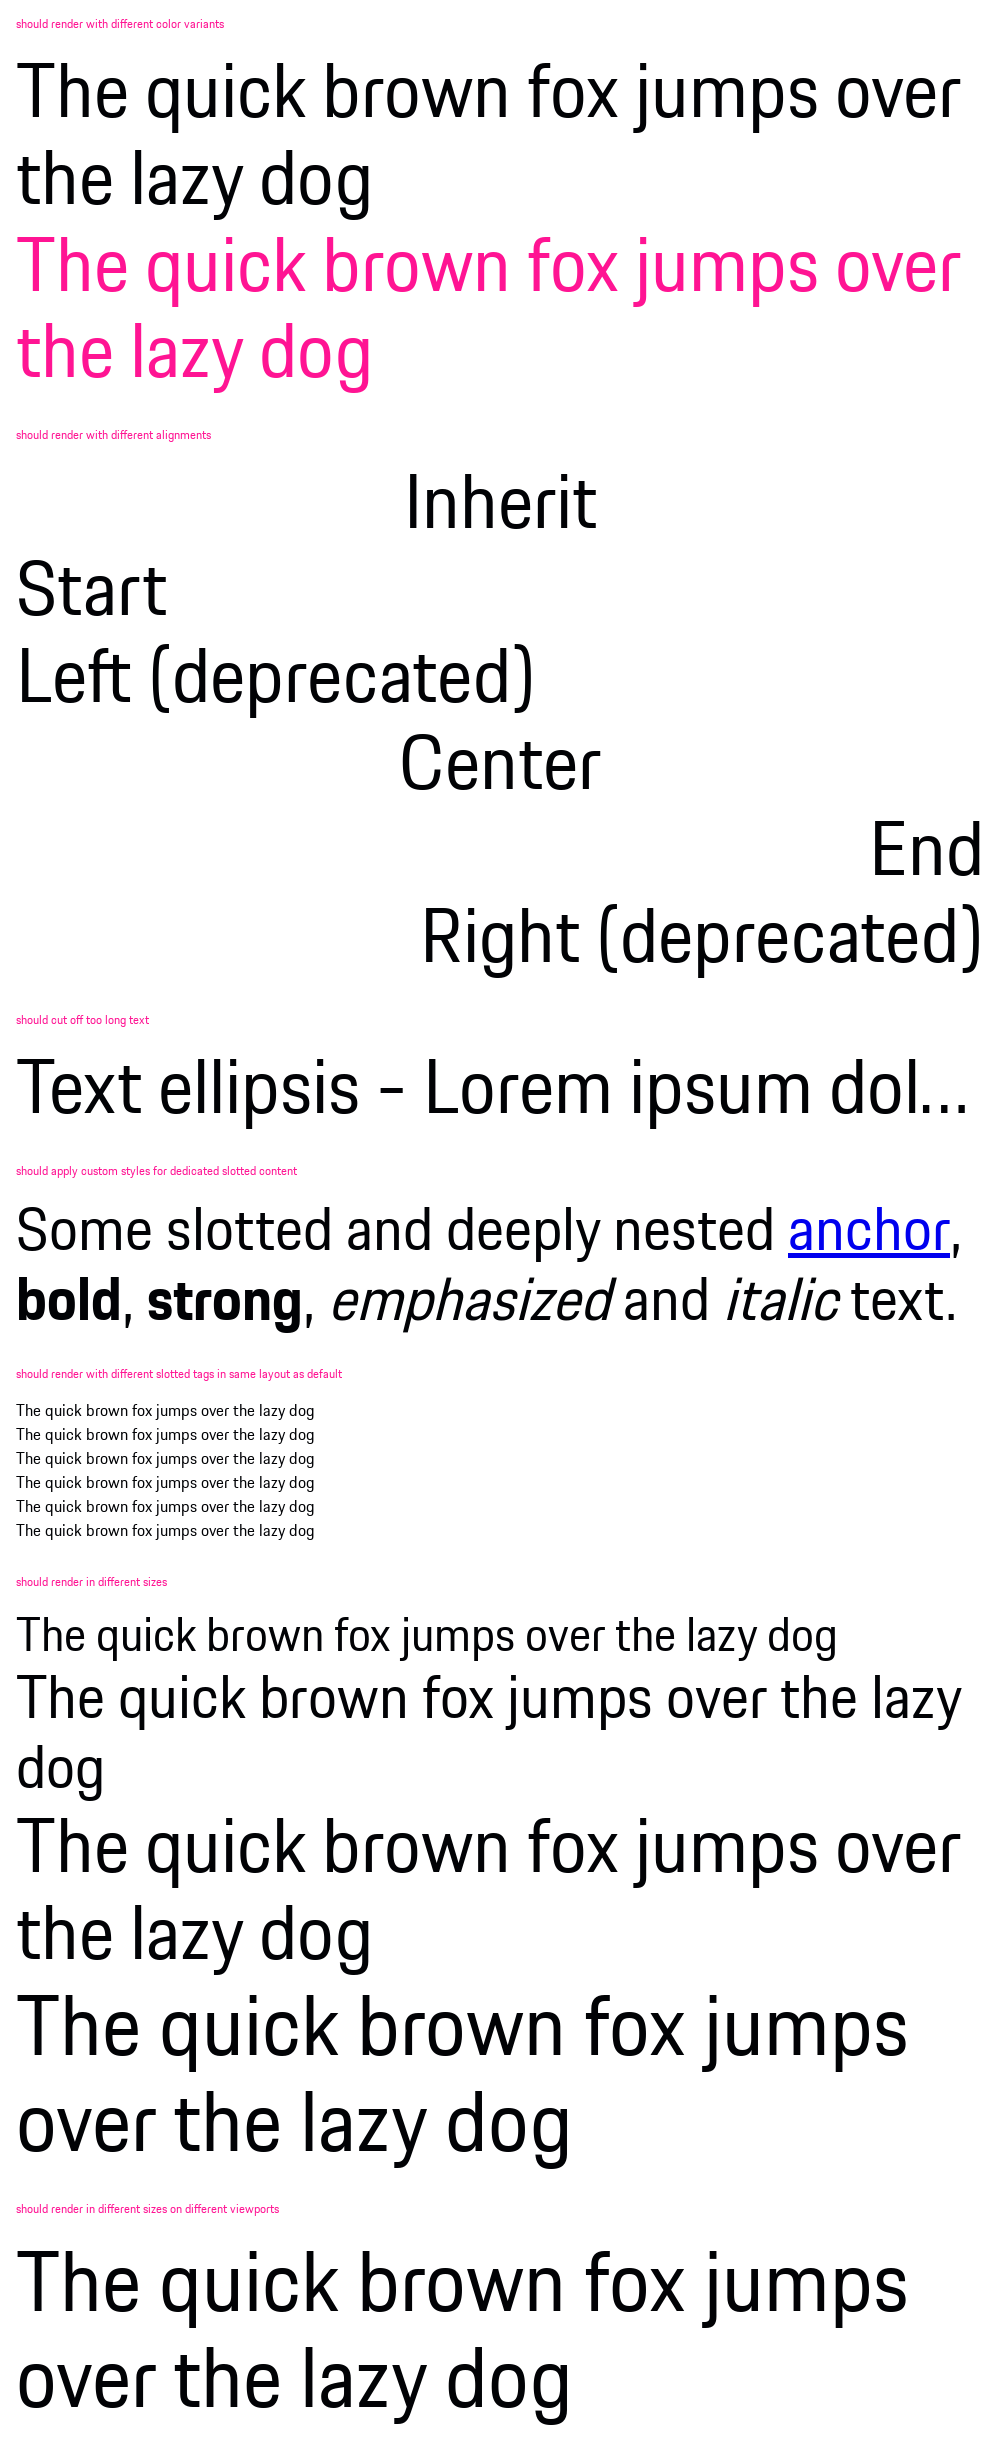 should render with different color variants
The quick brown fox jumps over
the lazy dog
The quick brown fox jumps over
the lazy dog
should render with different alignments
Inherit
Start
Left (deprecated)
Center
End
Right (deprecated)
should cut off too long text
Text ellipsis – Lorem ipsum dol…
should apply custom styles for dedicated slotted content
Some slotted and deeply nested anchor,
bold, strong, emphasized and italic text.
should render with different slotted tags in same layout as default
The quick brown fox jumps over the lazy dog
The quick brown fox jumps over the lazy dog
The quick brown fox jumps over the lazy dog
The quick brown fox jumps over the lazy dog
The quick brown fox jumps over the lazy dog
The quick brown fox jumps over the lazy dog
should render in different sizes
The quick brown fox jumps over the lazy dog
The quick brown fox jumps over the lazy
dog
The quick brown fox jumps over
the lazy dog
The quick brown fox jumps
over the lazy dog
should render in different sizes on different viewports
The quick brown fox jumps
over the lazy dog